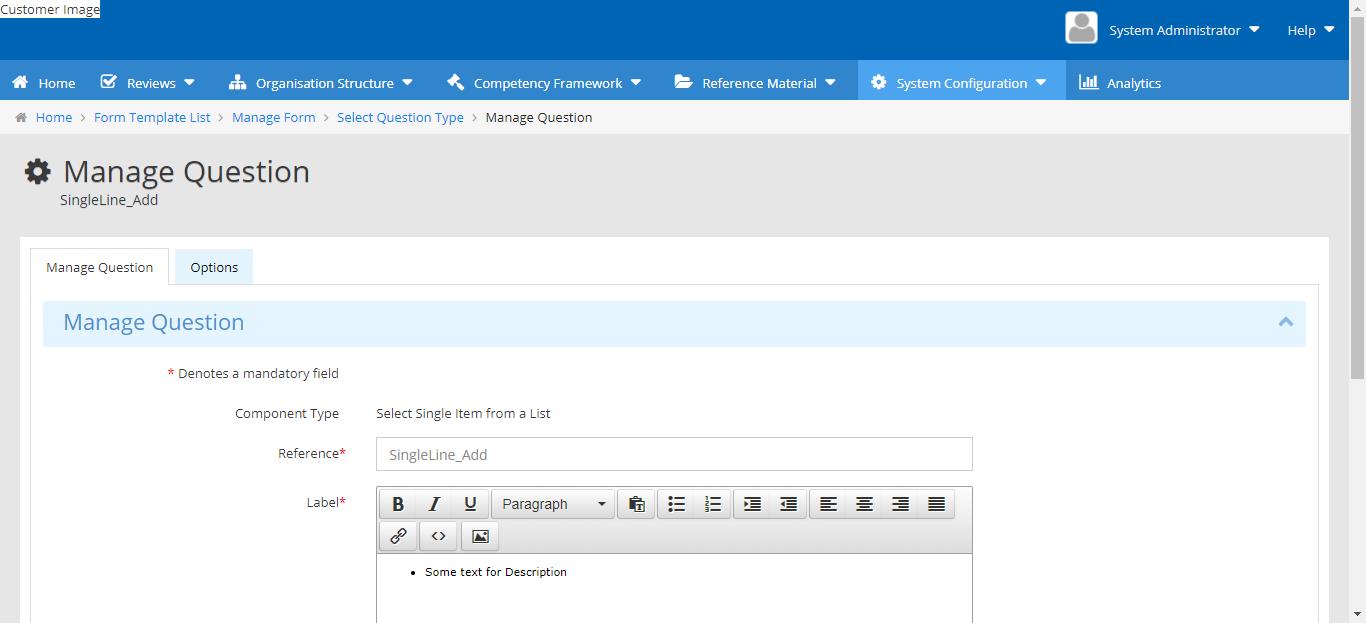 Customer Image
System Administrator Help
Home Reviews Organisation Structure Competency Framework Reference Material System Configuration Analytics
Home > Form Template List > Manage Form > Select Question Type > Manage Question
Manage Question
SingleLine_Add
Manage Question Options
Manage Question
* Denotes a mandatory field
Component Type Select Single Item from a List
Reference* SingleLine_Add
Label* B I U Paragraph
• Some text for Description